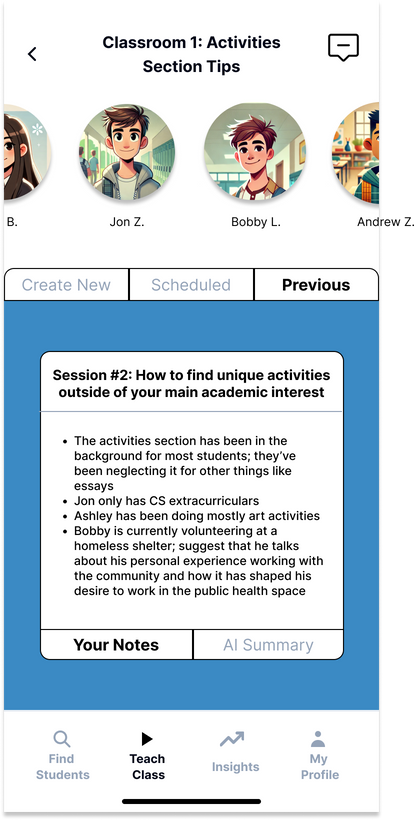 Classroom 1: Activities
Section Tips
B.
Jon Z.
Bobby L.
Andrew Z.
Create New
Scheduled
Previous
Session #2: How to find unique activities
outside of your main academic interest
• The activities section has been in the
background for most students; they’ve
been neglecting it for other things like
essays
• Jon only has CS extracurriculars
• Ashley has been doing mostly art activities
• Bobby is currently volunteering at a
homeless shelter; suggest that he talks
about his personal experience working with
the community and how it has shaped his
desire to work in the public health space
Your Notes
AI Summary
Find
Students
Teach
Class
Insights
My
Profile